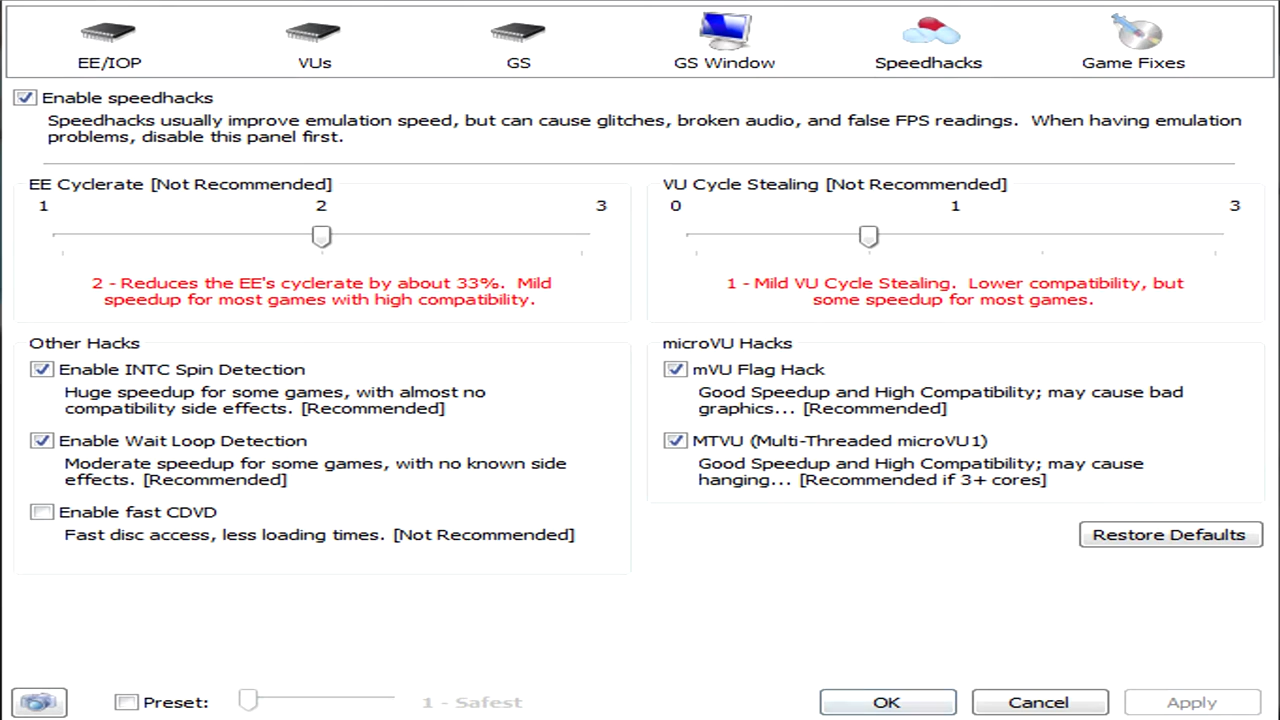 EE/IOP
VUs
GS
GS Window
Speedhacks
Game Fixes
Enable speedhacks
Speedhacks usually improve emulation speed, but can cause glitches, broken audio, and false FPS readings.  When having emulation
problems, disable this panel first.
EE Cyclerate [Not Recommended]
1 2 3
2 - Reduces the EE's cyclerate by about 33%.  Mild
speedup for most games with high compatibility.
VU Cycle Stealing [Not Recommended]
0 1 3
1 - Mild VU Cycle Stealing.  Lower compatibility, but
some speedup for most games.
Other Hacks
Enable INTC Spin Detection
Huge speedup for some games, with almost no
compatibility side effects. [Recommended]
Enable Wait Loop Detection
Moderate speedup for some games, with no known side
effects. [Recommended]
Enable fast CDVD
Fast disc access, less loading times. [Not Recommended]
microVU Hacks
mVU Flag Hack
Good Speedup and High Compatibility; may cause bad
graphics... [Recommended]
MTVU (Multi-Threaded microVU1)
Good Speedup and High Compatibility; may cause
hanging... [Recommended if 3+ cores]
Restore Defaults
Preset:
1 - Safest
OK
Cancel
Apply